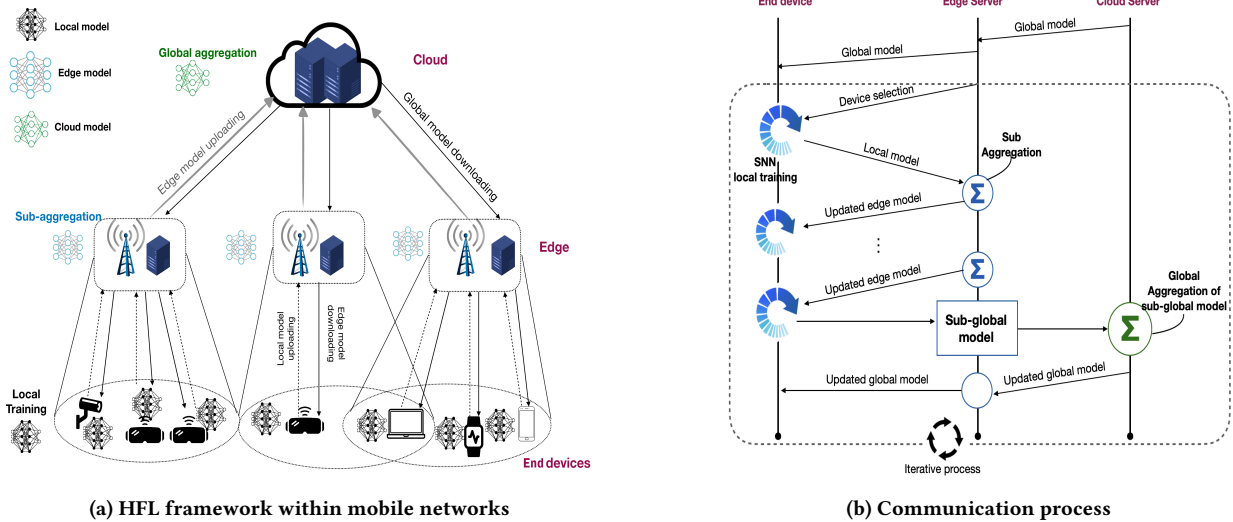 Local model
Edge model
Cloud model
Global aggregation
Cloud
Edge model uploading
Global model downloading
Sub-aggregation
Edge
Local model
uploading
Edge model
downloading
Local
Training
End devices
(a) HFL framework within mobile networks
End device
Edge Server
Cloud Server
Global model
Global model
Device selection
SNN
local training
Local model
Sub
Aggregation
Σ
Updated edge model
⋮
Updated edge model
Σ
Global
Aggregation of
sub-global model
Sub-global
model
Σ
Updated global model
Updated global model
Iterative process
(b) Communication process